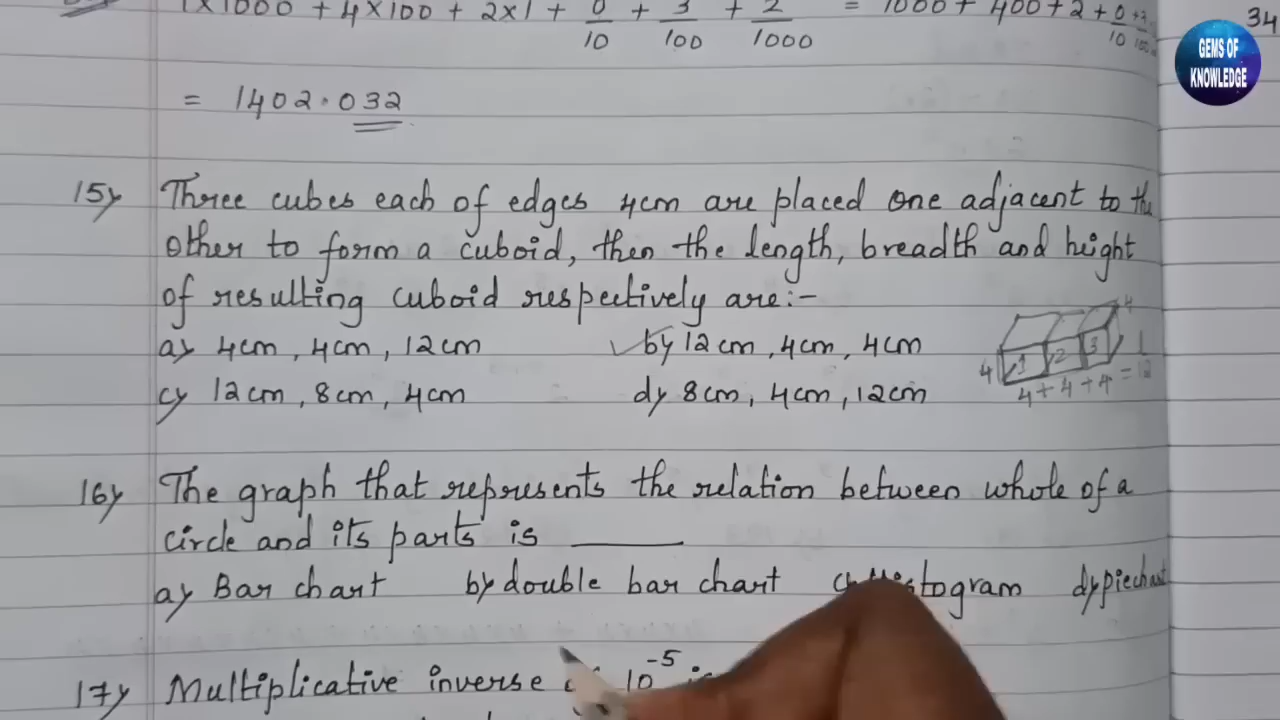 1×1000 + 4×100 + 2×1 + 0/10 + 3/100 + 2/1000 = 1000 + 400 + 2 + 0/10
34
GEMS OF
KNOWLEDGE
= 1402.032
15) Three cubes each of edges 4cm are placed one adjacent to the
other to form a cuboid, then the length, breadth and height
of resulting cuboid respectively are:-
a) 4cm, 4cm, 12cm b) 12cm, 4cm, 4cm
c) 12cm, 8cm, 4cm d) 8cm, 4cm, 12cm
4
1 2 3
4
4+4+4 = 12
16) The graph that represents the relation between whole of a
circle and its parts is ______
a) Bar chart b) double bar chart c) Histogram d) piechart
17) Multiplicative inverse 10⁻⁵